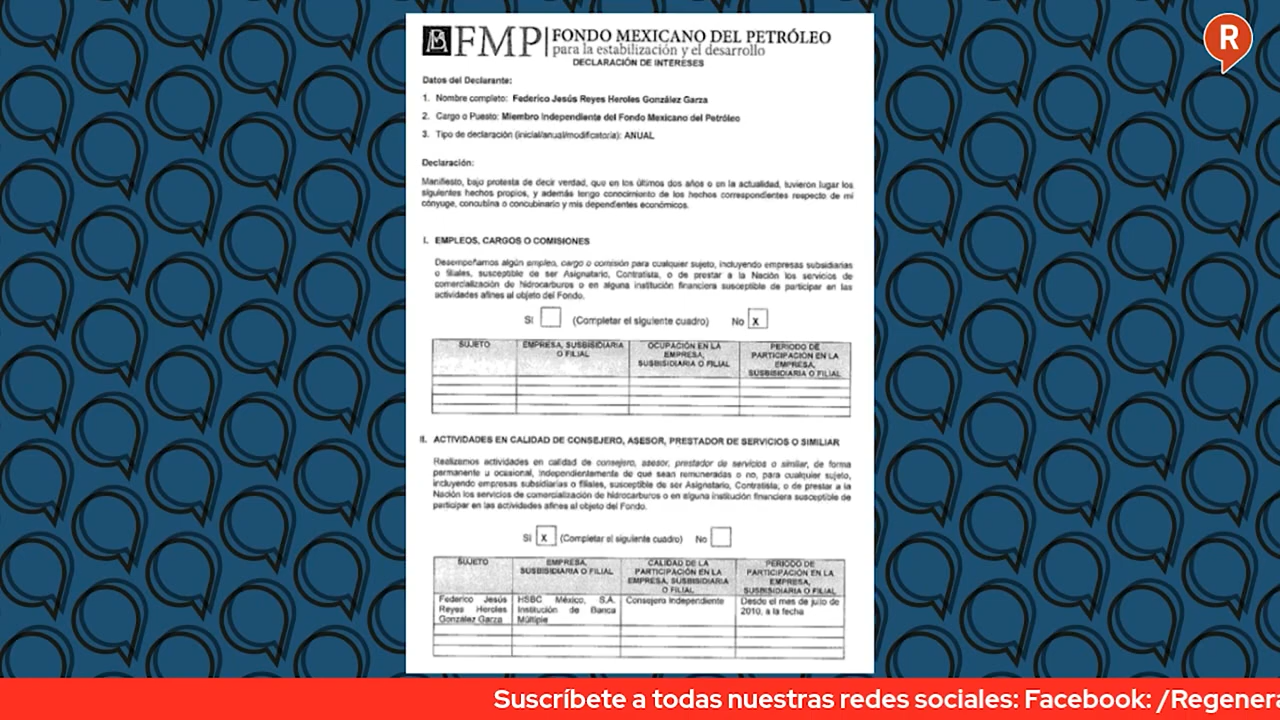 R
FMP FONDO MEXICANO DEL PETRÓLEO
para la estabilización y el desarrollo
DECLARACIÓN DE INTERESES
Datos del Declarante:
1. Nombre completo: Federico Jesús Reyes Heroles González Garza
2. Cargo o Puesto: Miembro Independiente del Fondo Mexicano del Petróleo
3. Tipo de declaración (inicial/anual/modificatoria): ANUAL
Declaración:
Manifiesto, bajo protesta de decir verdad, que en los últimos dos años o en la actualidad, tuvieron lugar los
siguientes hechos propios, y además tengo conocimiento de los hechos correspondientes respecto de mi
cónyuge, concubina o concubinario y mis dependientes económicos.
I. EMPLEOS, CARGOS O COMISIONES
Desempeñamos algún empleo, cargo o comisión para cualquier sujeto, incluyendo empresas subsidiarias
o filiales, susceptible de ser Asignatario, Contratista, o de prestar a la Nación los servicios de
comercialización de hidrocarburos o en alguna institución financiera susceptible de participar en las
actividades afines al objeto del Fondo.
Sí (Completar el siguiente cuadro) No X
SUJETO
EMPRESA, SUSBISIDIARIA
O FILIAL
OCUPACIÓN EN LA
EMPRESA,
SUSBISIDIARIA O FILIAL
PERIODO DE
PARTICIPACIÓN EN LA
EMPRESA,
SUSBISIDIARIA O FILIAL
II. ACTIVIDADES EN CALIDAD DE CONSEJERO, ASESOR, PRESTADOR DE SERVICIOS O SIMILIAR
Realizamos actividades en calidad de consejero, asesor, prestador de servicios o similar, de forma
permanente u ocasional, independientemente de que sean remuneradas o no, para cualquier sujeto,
incluyendo empresas subsidiarias o filiales, susceptible de ser Asignatario, Contratista, o de prestar a la
Nación los servicios de comercialización de hidrocarburos o en alguna institución financiera susceptible de
participar en las actividades afines al objeto del Fondo.
Sí X (Completar el siguiente cuadro) No
SUJETO
EMPRESA,
SUSBISIDIARIA O FILIAL
CALIDAD DE LA
PARTICIPACIÓN EN LA
EMPRESA, SUSBISIDIARIA
O FILIAL
PERIODO DE
PARTICIPACIÓN EN LA
EMPRESA,
SUSBISIDIARIA O FILIAL
Federico Jesús
Reyes Heroles
González Garza
HSBC México, S.A.
Institución de Banca
Múltiple
Consejero Independiente
Desde el mes de julio de
2010, a la fecha
Suscríbete a todas nuestras redes sociales: Facebook: /Regenera